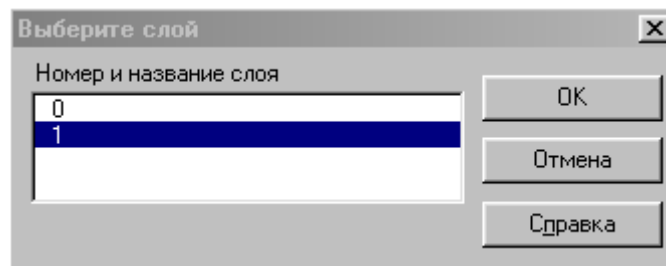 Выберите слой
Номер и название слоя
0
1
OK
Отмена
Справка